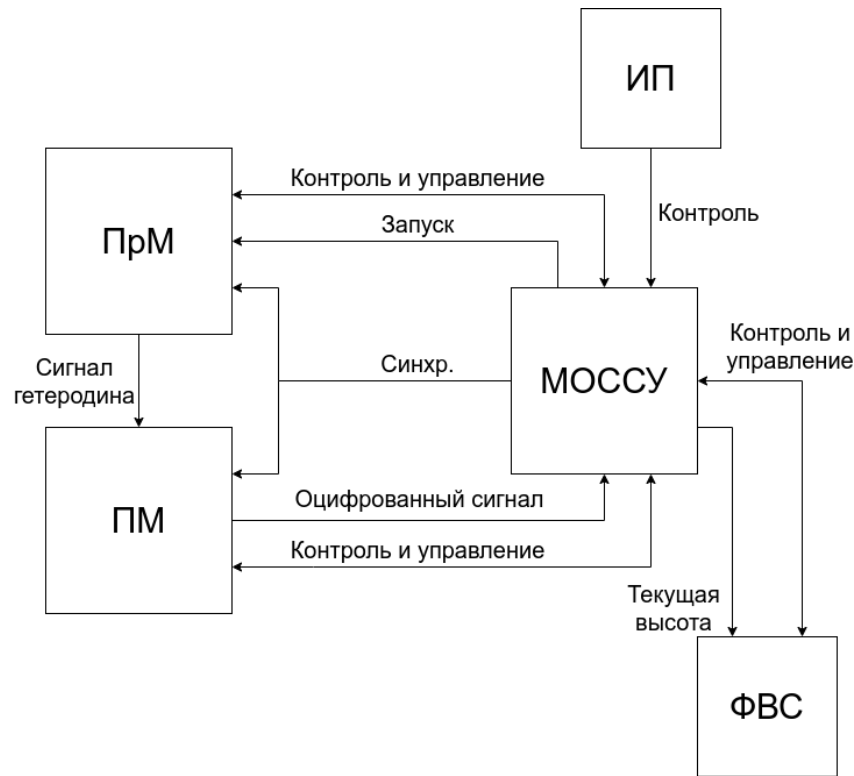 ИП
Контроль и управление
Контроль
ПрМ
Запуск
Сигнал
гетеродина
Синхр.
МОССУ
Контроль и
управление
ПМ
Оцифрованный сигнал
Контроль и управление
Текущая
высота
ФВС